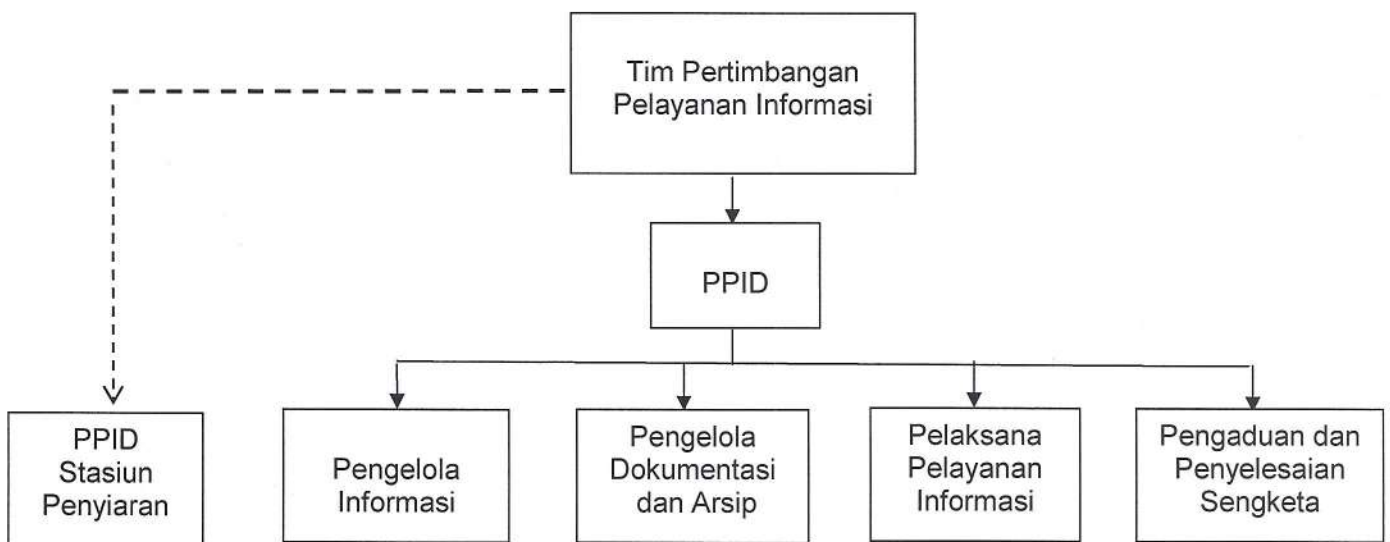 Tim Pertimbangan
Pelayanan Informasi
PPID
PPID
Stasiun
Penyiaran
Pengelola
Informasi
Pengelola
Dokumentasi
dan Arsip
Pelaksana
Pelayanan
Informasi
Pengaduan dan
Penyelesaian
Sengketa